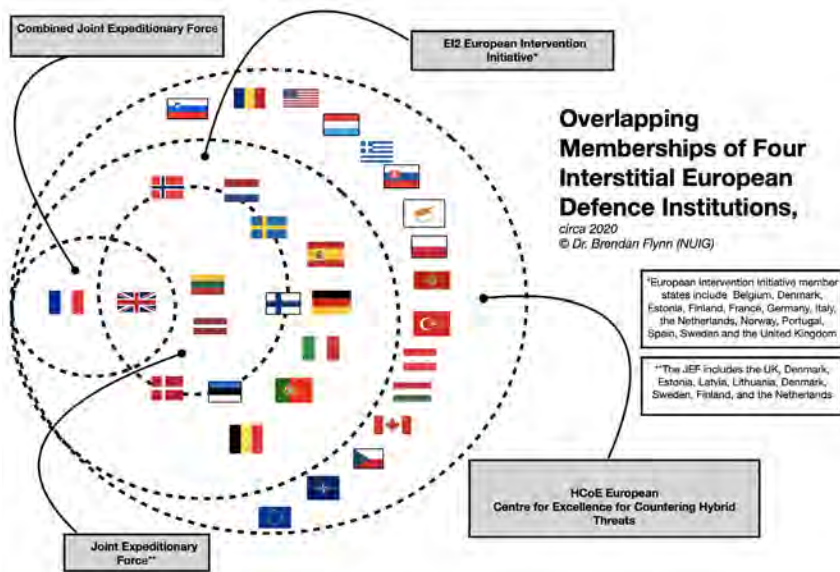 Combined Joint Expeditionary Force
EI2 European Intervention
Initiative*
Overlapping
Memberships of Four
Interstitial European
Defence Institutions,
circa 2020
© Dr. Brendan Flynn (NUIG)
*European Intervention Initiative member
states include Belgium, Denmark,
Estonia, Finland, France, Germany, Italy,
the Netherlands, Norway, Portugal,
Spain, Sweden and the United Kingdom
**The JEF includes the UK, Denmark,
Estonia, Latvia, Lithuania, Denmark,
Sweden, Finland, and the Netherlands
HCoE European
Centre for Excellence for Countering Hybrid
Threats
Joint Expeditionary
Force**